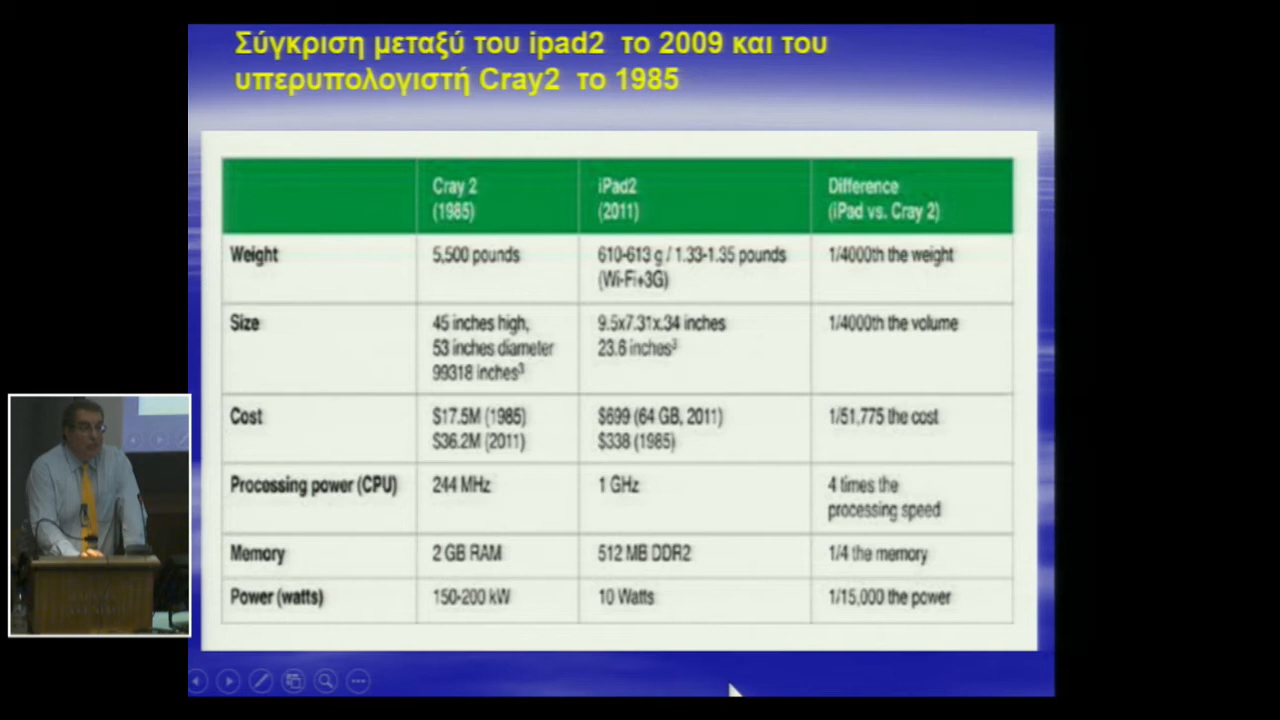 Σύγκριση μεταξύ του ipad2 το 2009 και του
υπερυπολογιστή Cray2 το 1985
Cray 2
(1985)
iPad2
(2011)
Difference
(iPad vs. Cray 2)
Weight
5,500 pounds
610-613 g / 1.33-1.35 pounds
(Wi-Fi+3G)
1/4000th the weight
Size
45 inches high,
53 inches diameter
99318 inches³
9.5x7.31x.34 inches
23.6 inches³
1/4000th the volume
Cost
$17.5M (1985)
$36.2M (2011)
$699 (64 GB, 2011)
$338 (1985)
1/51,775 the cost
Processing power (CPU)
244 MHz
1 GHz
4 times the
processing speed
Memory
2 GB RAM
512 MB DDR2
1/4 the memory
Power (watts)
150-200 kW
10 Watts
1/15,000 the power